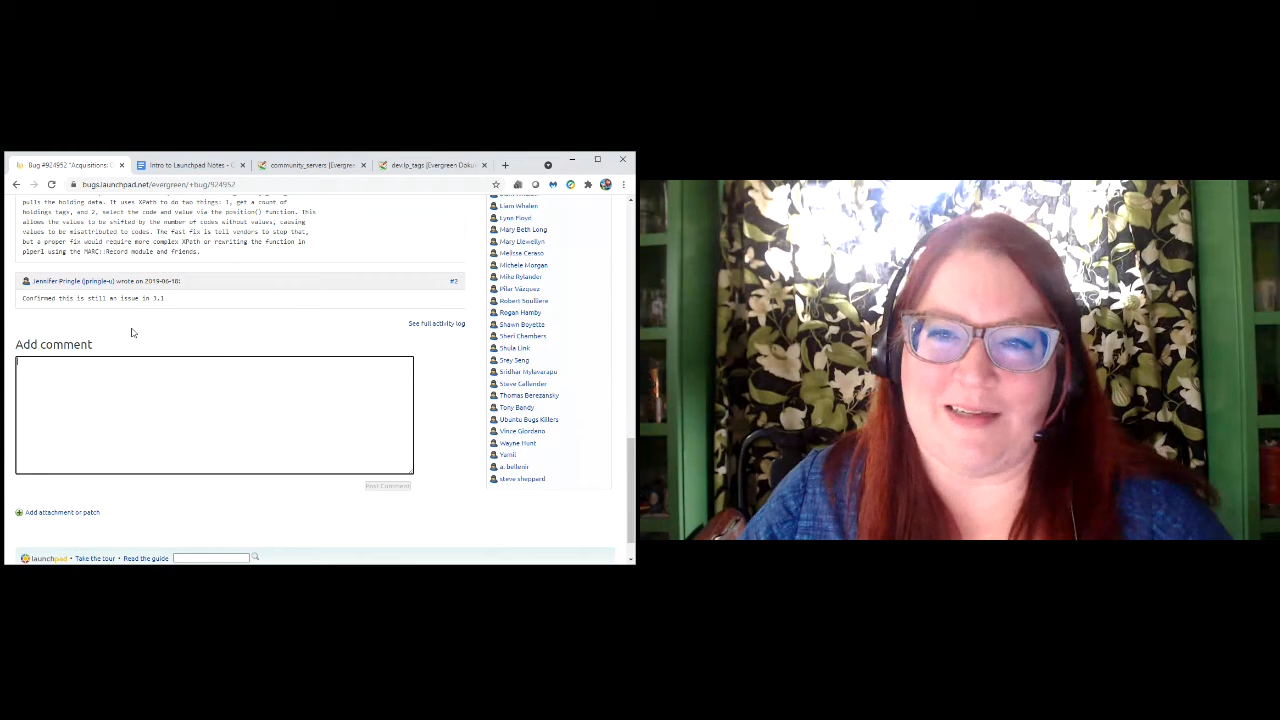 Bug #924952 "Acquisitions: C
Intro to Launchpad Notes - G
community_servers [Evergreen
dev:lp_tags [Evergreen Doku
bugs.launchpad.net/evergreen/+bug/924952
pulls the holding data. It uses XPath to do two things: 1, get a count of
holdings tags, and 2, select the code and value via the position() function. This
allows the values to be shifted by the number of codes without values, causing
values to be misattributed to codes. The fast fix is tell vendors to stop that,
but a proper fix would require more complex XPath or rewriting the function in
plperl using the MARC::Record module and friends.
Jennifer Pringle (jpringle-u) wrote on 2019-06-10:
#2
Confirmed this is still an issue in 3.1
See full activity log
Add comment
Post Comment
Add attachment or patch
launchpad • Take the tour • Read the guide
Lynn Floyd
Mary Beth Long
Mary Llewellyn
Melissa Ceraso
Michele Morgan
Mike Rylander
Pilar Vázquez
Robert Soulliere
Rogan Hamby
Shawn Boyette
Sheri Chambers
Shula Link
Srey Seng
Sridhar Mylavarapu
Steve Callender
Thomas Berezansky
Tony Bandy
Ubuntu Bugs Killers
Vince Giordano
Wayne Hunt
Yamil
a. bellenir
steve sheppard